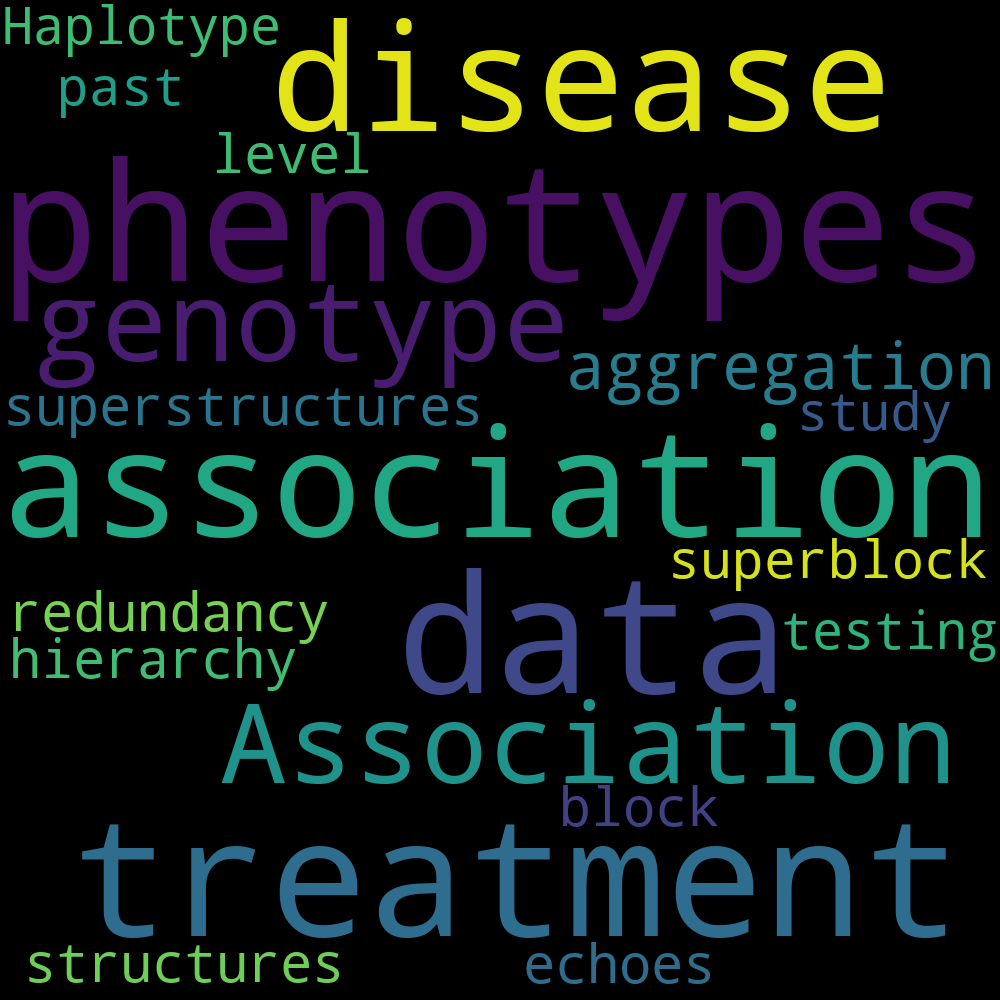 Haplotype
disease
past
level
phenotypes
genotype
aggregation
superstructures
study
association
superblock
data
redundancy
testing
hierarchy
Association
block
treatment
structures
echoes